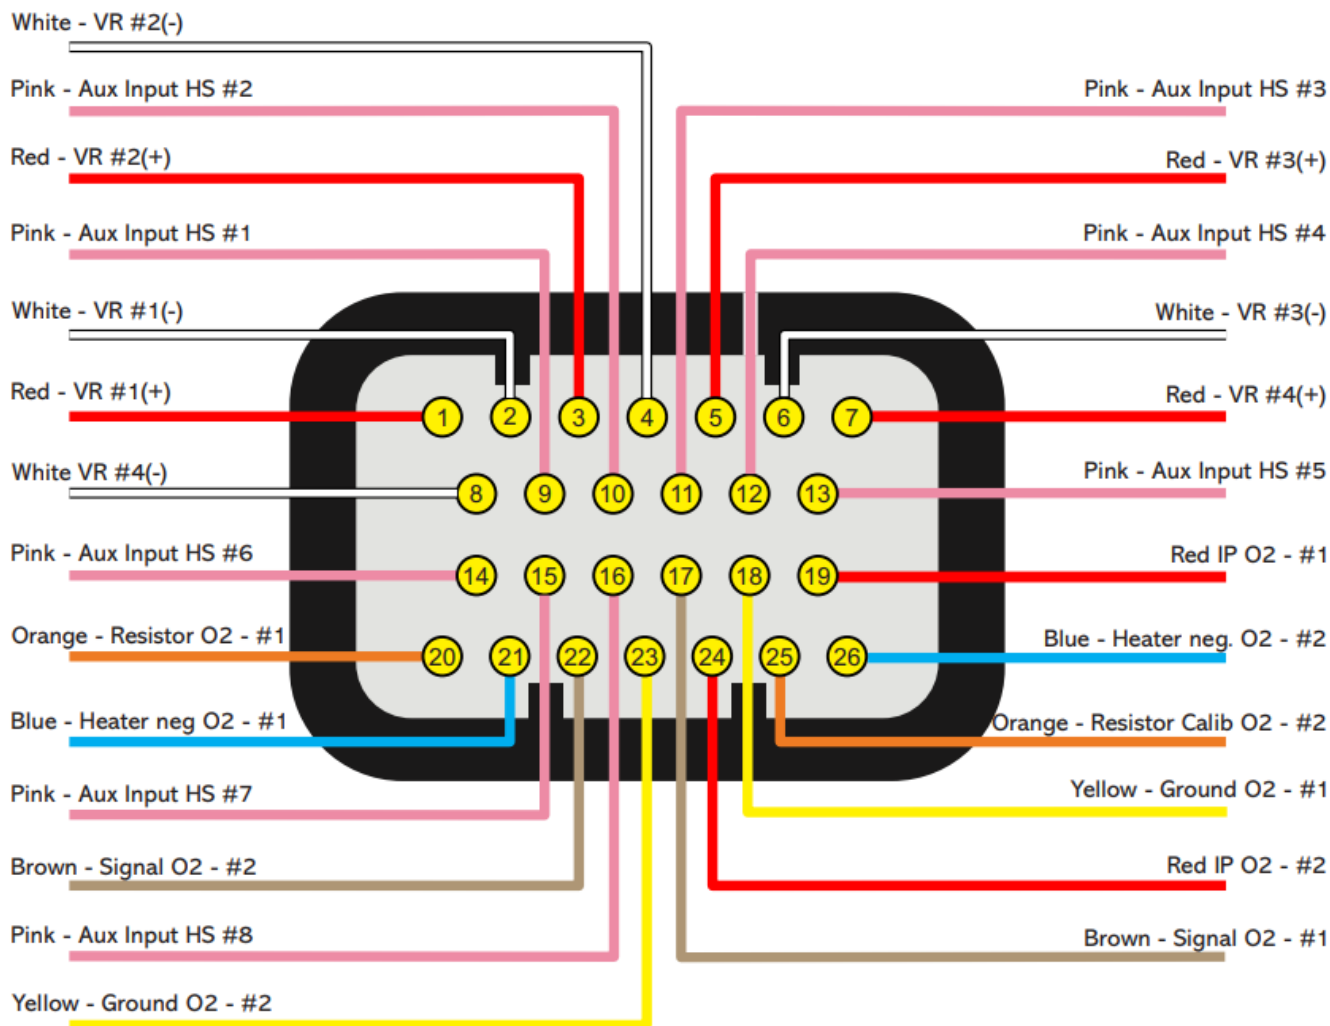 White - VR #2(-)
Pink - Aux Input HS #2
Pink - Aux Input HS #3
Red - VR #2(+)
Red - VR #3(+)
Pink - Aux Input HS #1
Pink - Aux Input HS #4
White - VR #1(-)
White - VR #3(-)
Red - VR #1(+)
Red - VR #4(+)
1 2 3 4 5 6 7
White VR #4(-)
Pink - Aux Input HS #5
8 9 10 11 12 13
Pink - Aux Input HS #6
Red IP O2 - #1
14 15 16 17 18 19
Orange - Resistor O2 - #1
Blue - Heater neg. O2 - #2
20 21 22 23 24 25 26
Blue - Heater neg O2 - #1
Orange - Resistor Calib O2 - #2
Pink - Aux Input HS #7
Yellow - Ground O2 - #1
Brown - Signal O2 - #2
Red IP O2 - #2
Pink - Aux Input HS #8
Brown - Signal O2 - #1
Yellow - Ground O2 - #2